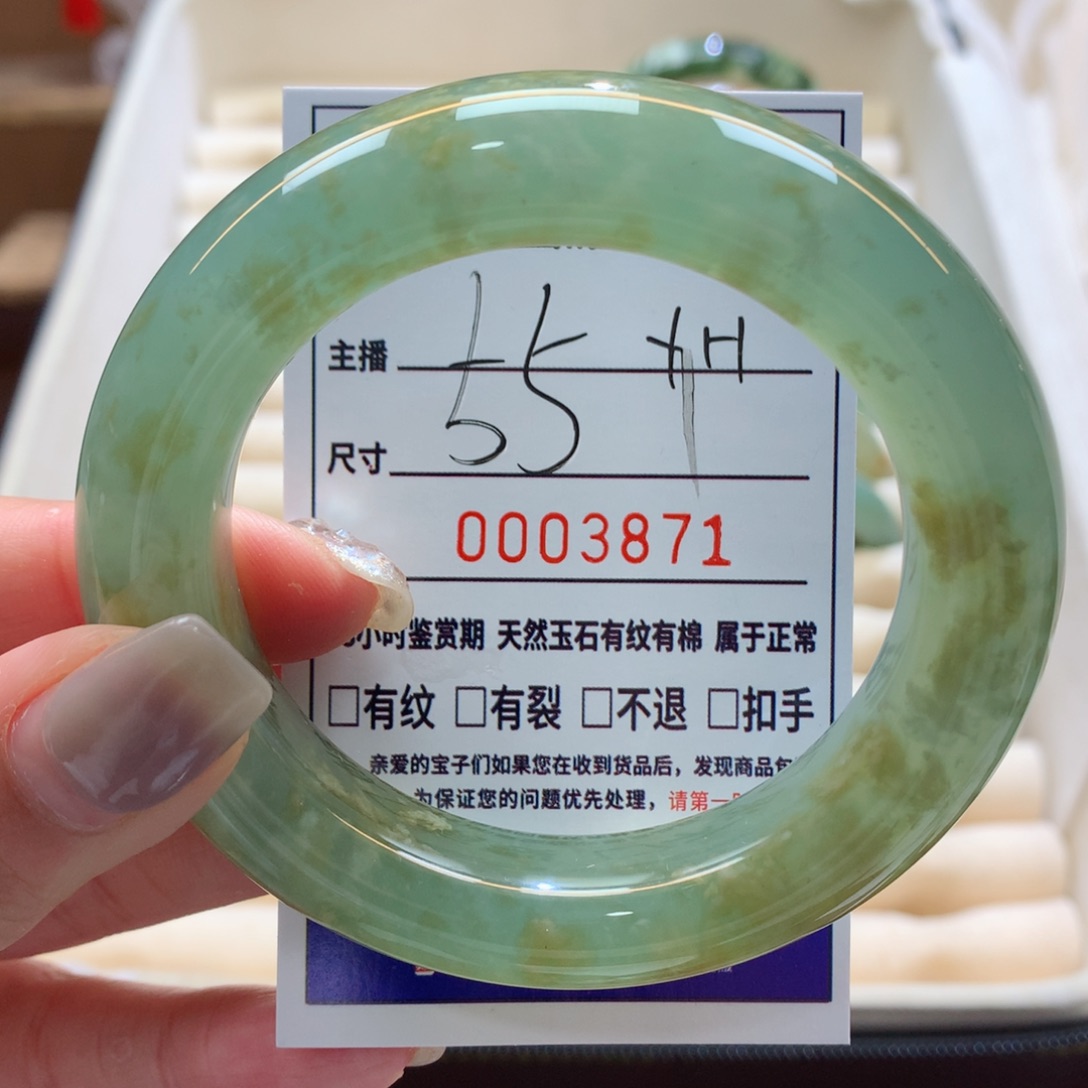 主播
尺寸 55
0003871
小时鉴赏期 天然玉石有纹有棉 属于正常
□有纹 □有裂 □不退 □扣手
亲爱的宝子们如果您在收到货品后，发现商品
为保证您的问题优先处理，请第一